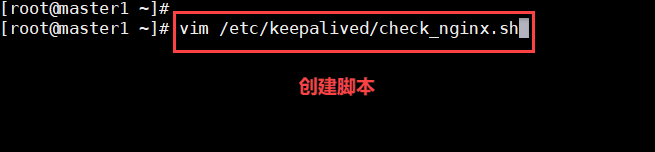 [root@master1 ~]#
[root@master1 ~]# vim /etc/keepalived/check_nginx.sh
创建脚本